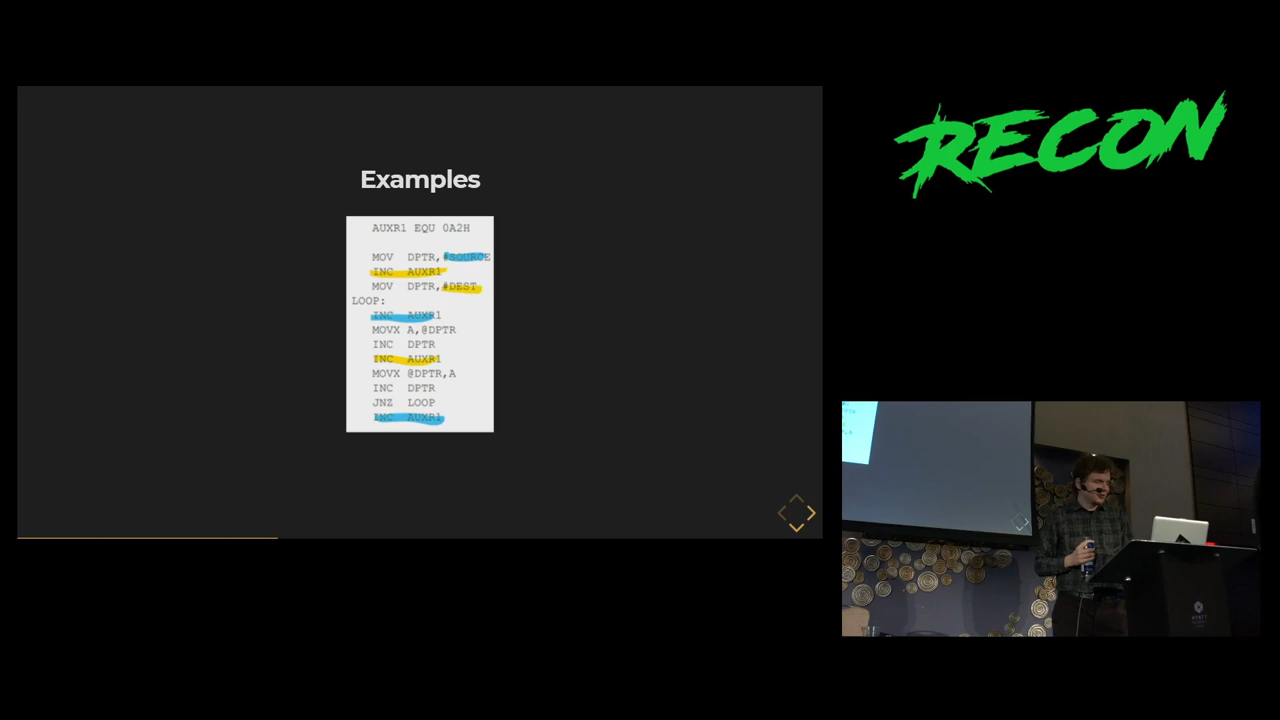 Examples
AUXR1 EQU 0A2H
MOV DPTR,#SOURCE
INC AUXR1
MOV DPTR,#DEST
LOOP:
INC AUXR1
MOVX A,@DPTR
INC DPTR
INC AUXR1
MOVX @DPTR,A
INC DPTR
JNZ LOOP
INC AUXR1
RECON
HYATT